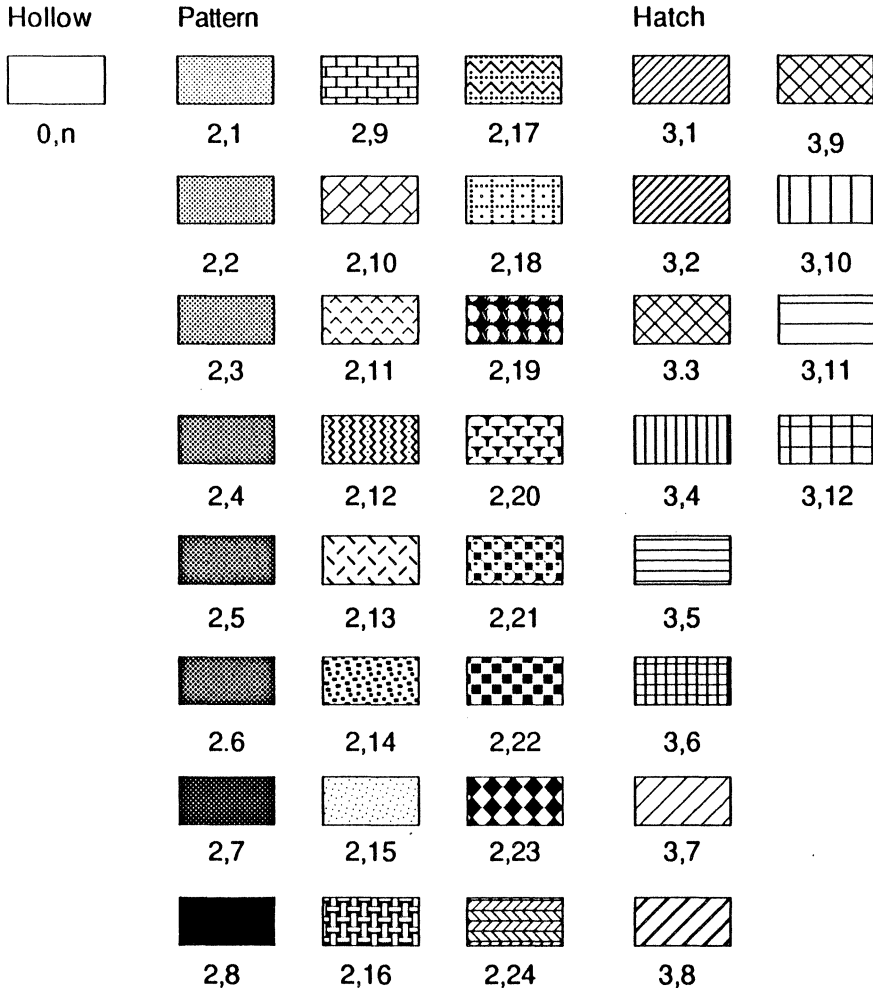 Hollow Pattern Hatch
0,n 2,1 2,9 2,17 3,1 3,9
2,2 2,10 2,18 3,2 3,10
2,3 2,11 2,19 3.3 3,11
2,4 2,12 2,20 3,4 3,12
2,5 2,13 2,21 3,5
2.6 2,14 2,22 3,6
2,7 2,15 2,23 3,7
2,8 2,16 2,24 3,8